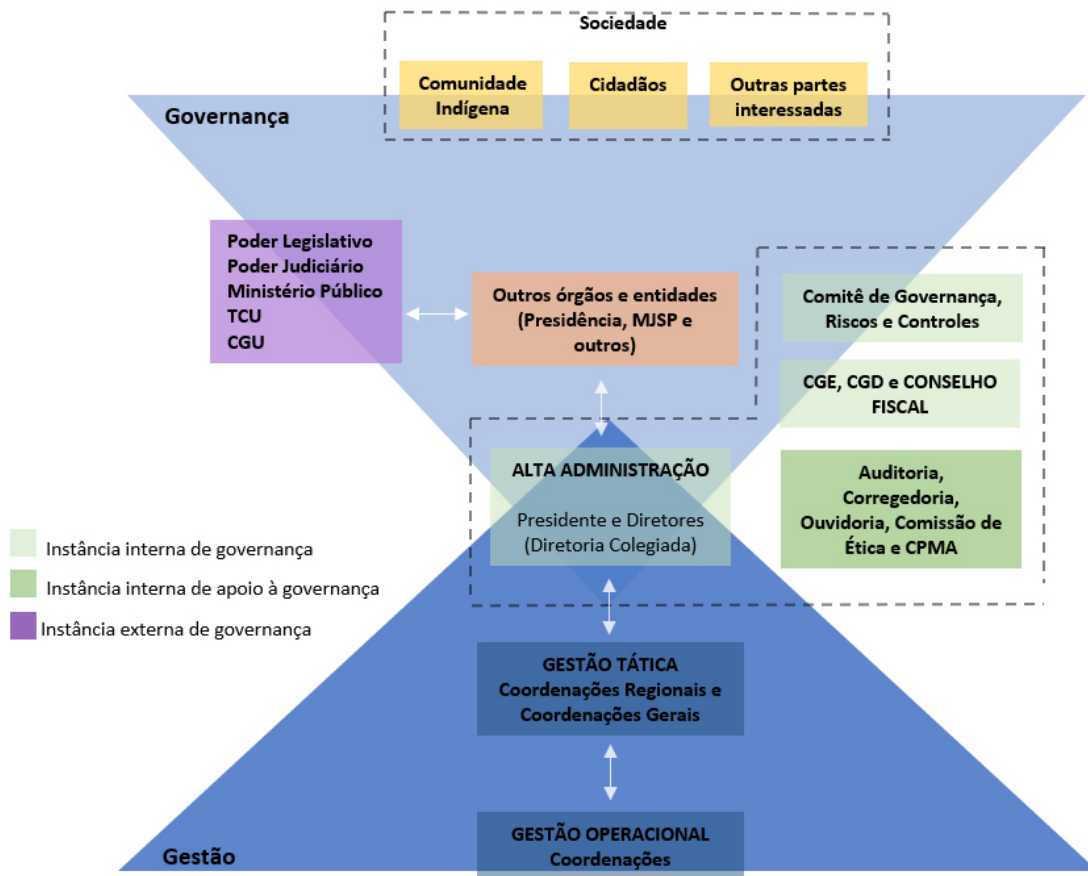 Sociedade
Comunidade
Indígena
Cidadãos
Outras partes
interessadas
Governança
Poder Legislativo
Poder Judiciário
Ministério Público
TCU
CGU
Outros órgãos e entidades
(Presidência, MJSP e
outros)
Comitê de Governança,
Riscos e Controles
CGE, CGD e CONSELHO
FISCAL
ALTA ADMINISTRAÇÃO
Presidente e Diretores
(Diretoria Colegiada)
Auditoria,
Corregedoria,
Ouvidoria, Comissão de
Ética e CPMA
Instância interna de governança
Instância interna de apoio à governança
Instância externa de governança
GESTÃO TÁTICA
Coordenações Regionais e
Coordenações Gerais
GESTÃO OPERACIONAL
Coordenações
Gestão